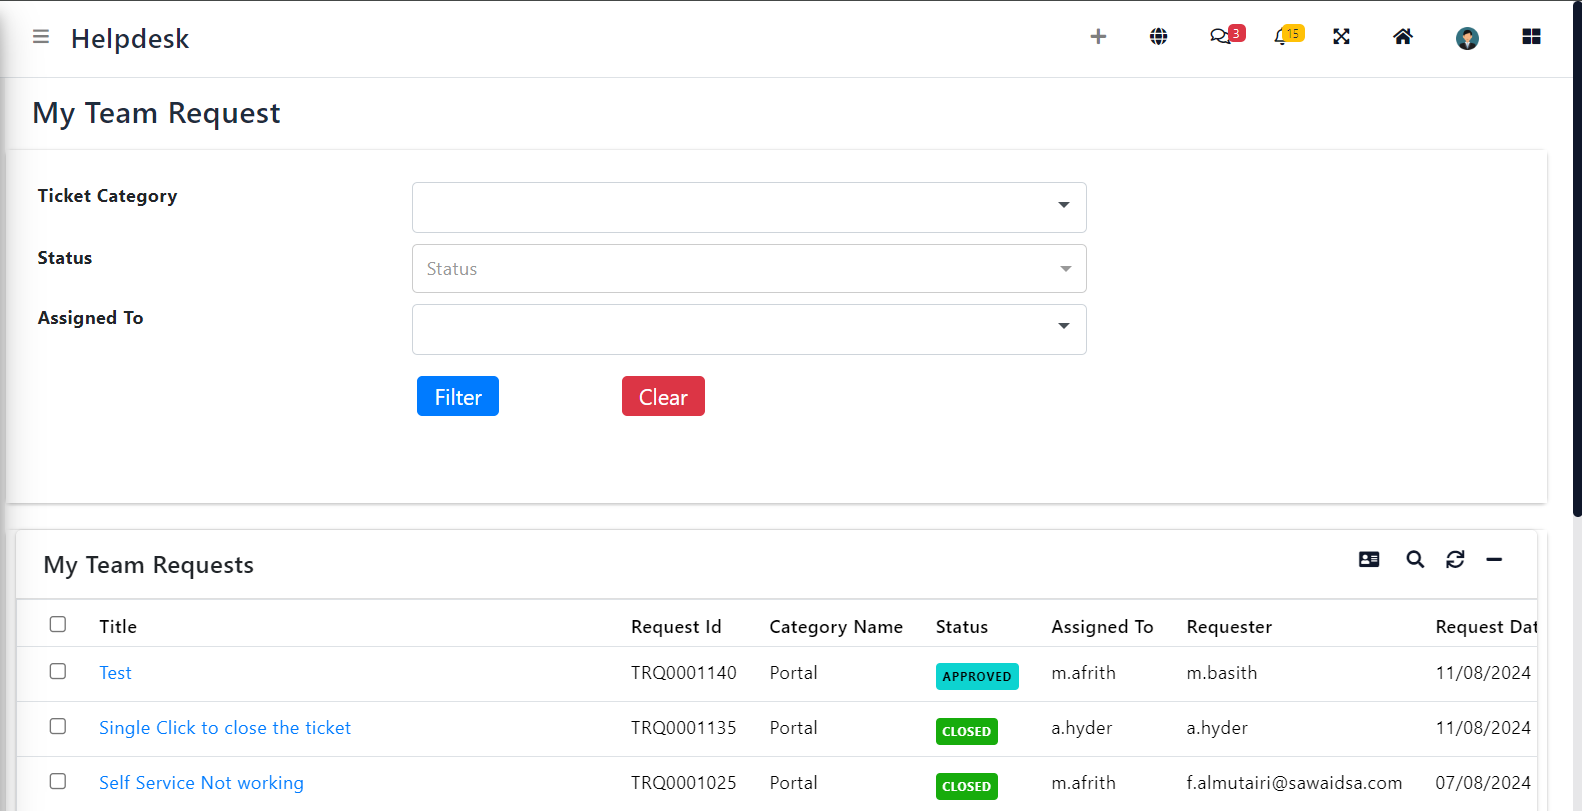 Helpdesk
3
15
My Team Request
Ticket Category
Status
Status
Assigned To
Filter Clear
My Team Requests
Title Request Id Category Name Status Assigned To Requester Request Dat
Test TRQ0001140 Portal APPROVED m.afrith m.basith 11/08/2024
Single Click to close the ticket TRQ0001135 Portal CLOSED a.hyder a.hyder 11/08/2024
Self Service Not working TRQ0001025 Portal CLOSED m.afrith f.almutairi@sawaidsa.com 07/08/2024